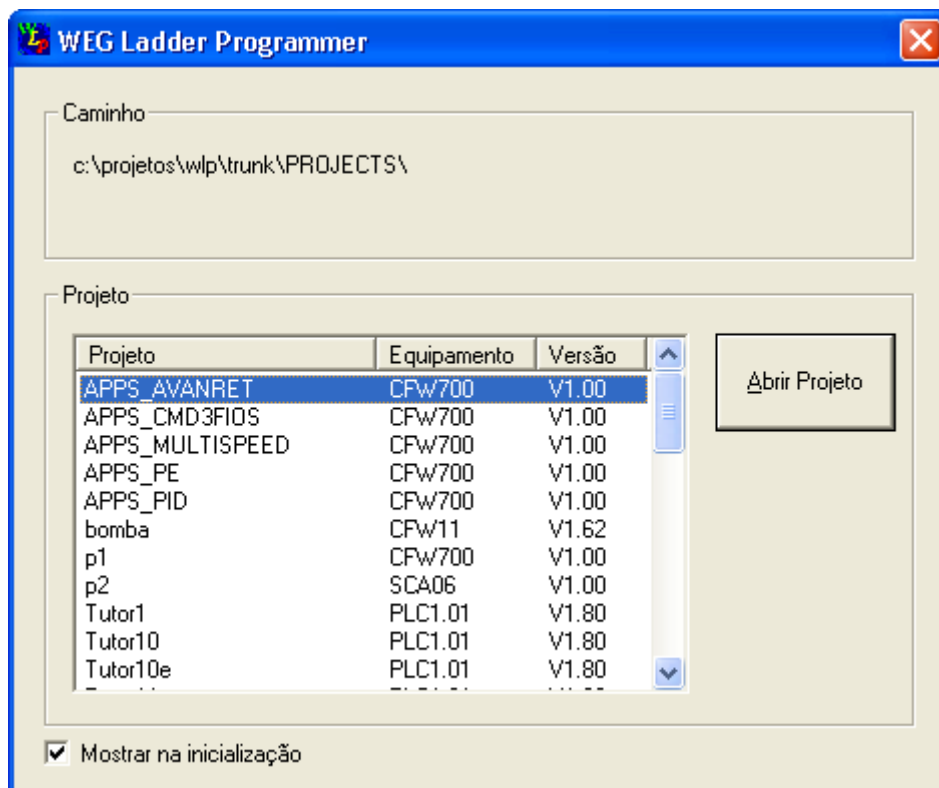 WEG Ladder Programmer
Caminho
c:\projetos\wlp\trunk\PROJECTS\
Projeto
Projeto Equipamento Versão
Abrir Projeto
APPS_AVANRET CFW700 V1.00
APPS_CMD3FIOS CFW700 V1.00
APPS_MULTISPEED CFW700 V1.00
APPS_PE CFW700 V1.00
APPS_PID CFW700 V1.00
bomba CFW11 V1.62
p1 CFW700 V1.00
p2 SCA06 V1.00
Tutor1 PLC1.01 V1.80
Tutor10 PLC1.01 V1.80
Tutor10e PLC1.01 V1.80
Mostrar na inicialização